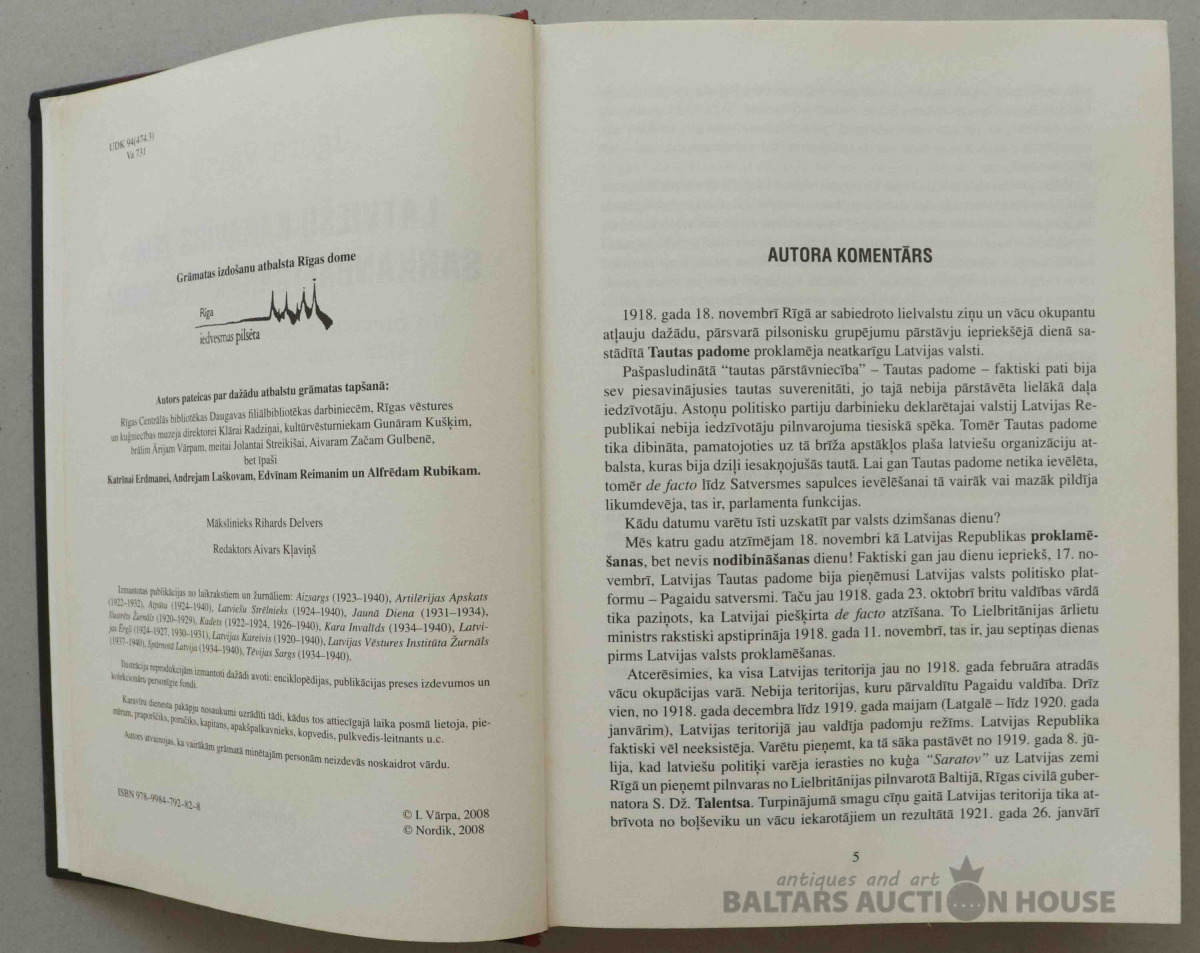 UDK 94(474.3)
Va 731
Grāmatas izdošanu atbalsta Rīgas dome
Rīga
iedvesmas pilsēta
Autors pateicas par dažādu atbalstu grāmatas tapšanā:
Rīgas Centrālās bibliotēkas Daugavas filiālbibliotēkas darbiniecēm, Rīgas vēstures
un kuģniecības muzeja direktorei Klārai Radziņai, kultūrvēsturniekam Gunāram Kušķim,
brālim Ārijam Vārpam, meitai Jolantai Streikišai, Aivaram Začam Gulbenē,
bet īpaši
Katrīnai Erdmanei, Andrejam Laškovam, Edvīnam Reimanim un Alfrēdam Rubikam.
Mākslinieks Rihards Delvers
Redaktors Aivars Kļaviņš
Izmantotas publikācijas no laikrakstiem un žurnāliem: Aizsargs (1923–1940), Artilērijas Apskats
(1922–1932), Atpūta (1924–1940), Latviešu Strēlnieks (1924–1940), Jaunā Diena (1931–1934),
Ilustrēts Žurnāls (1920–1929), Kadets (1922–1924, 1926–1940), Kara Invalīds (1934–1940), Latvi-
jas Ērgļi (1924–1927, 1930–1931), Latvijas Kareivis (1920–1940), Latvijas Vēstures Institūta Žurnāls
(1937–1940), Spārnotā Latvija (1934–1940), Tēvijas Sargs (1934–1940).
Ilustrāciju reprodukcijām izmantoti dažādi avoti: enciklopēdijas, publikācijas preses izdevumos un
kolekcionāru personīgie fondi.
Karavīru dienesta pakāpju nosaukumi uzrādīti tādi, kādus tos attiecīgajā laika posmā lietoja, pie-
mēram, praporščiks, poručiks, kapitans, apakšpalkavnieks, kopvedis, pulkvedis-leitnants u.c.
Autors atvainojas, ka vairākām grāmatā minētajām personām neizdevās noskaidrot vārdu.
ISBN 978–9984–792–82–8
© I. Vārpa, 2008
© Nordik, 2008
AUTORA KOMENTĀRS
1918. gada 18. novembrī Rīgā ar sabiedroto lielvalstu ziņu un vācu okupantu
atļauju dažādu, pārsvarā pilsonisku grupējumu pārstāvju iepriekšējā dienā sa-
stādītā Tautas padome proklamēja neatkarīgu Latvijas valsti.
Pašpasludinātā “tautas pārstāvniecība” – Tautas padome – faktiski pati bija
sev piesavinājusies tautas suverenitāti, jo tajā nebija pārstāvēta lielākā daļa
iedzīvotāju. Astoņu politisko partiju darbinieku deklarētajai valstij Latvijas Re-
publikai nebija iedzīvotāju pilnvarojuma tiesiskā spēka. Tomēr Tautas padome
tika dibināta, pamatojoties uz tā brīža apstākļos plaša latviešu organizāciju at-
balsta, kuras bija dziļi iesakņojušās tautā. Lai gan Tautas padome netika ievēlēta,
tomēr de facto līdz Satversmes sapulces ievēlēšanai tā vairāk vai mazāk pildīja
likumdevēja, tas ir, parlamenta funkcijas.
Kādu datumu varētu īsti uzskatīt par valsts dzimšanas dienu?
Mēs katru gadu atzīmējam 18. novembri kā Latvijas Republikas proklamē-
šanas, bet nevis nodibināšanas dienu! Faktiski gan jau dienu iepriekš, 17. no-
vembrī, Latvijas Tautas padome bija pieņēmusi Latvijas valsts politisko plat-
formu – Pagaidu satversmi. Taču jau 1918. gada 23. oktobrī britu valdības vārdā
tika paziņots, ka Latvijai piešķirta de facto atzīšana. To Lielbritānijas ārlietu
ministrs rakstiski apstiprināja 1918. gada 11. novembrī, tas ir, jau septiņas dienas
pirms Latvijas valsts proklamēšanas.
Atcerēsimies, ka visa Latvijas teritorija jau no 1918. gada februāra atradās
vācu okupācijas varā. Nebija teritorijas, kuru pārvaldītu Pagaidu valdība. Drīz
vien, no 1918. gada decembra līdz 1919. gada maijam (Latgalē – līdz 1920. gada
janvārim), Latvijas teritorijā jau valdīja padomju režīms. Latvijas Republika
faktiski vēl neeksistēja. Varētu pieņemt, ka tā sāka pastāvēt no 1919. gada 8. jū-
lija, kad latviešu politiķi varēja ierasties no kuģa “Saratov” uz Latvijas zemi
Rīgā un pieņemt pilnvaras no Lielbritānijas pilnvarotā Baltijā, Rīgas civilā guber-
natora S. Dž. Talentsa. Turpinājumā smagu cīņu gaitā Latvijas teritorija tika at-
brīvota no boļševiku un vācu iekarotājiem un rezultātā 1921. gada 26. janvārī
5
antiques and art
BALTARS AUCTION HOUSE